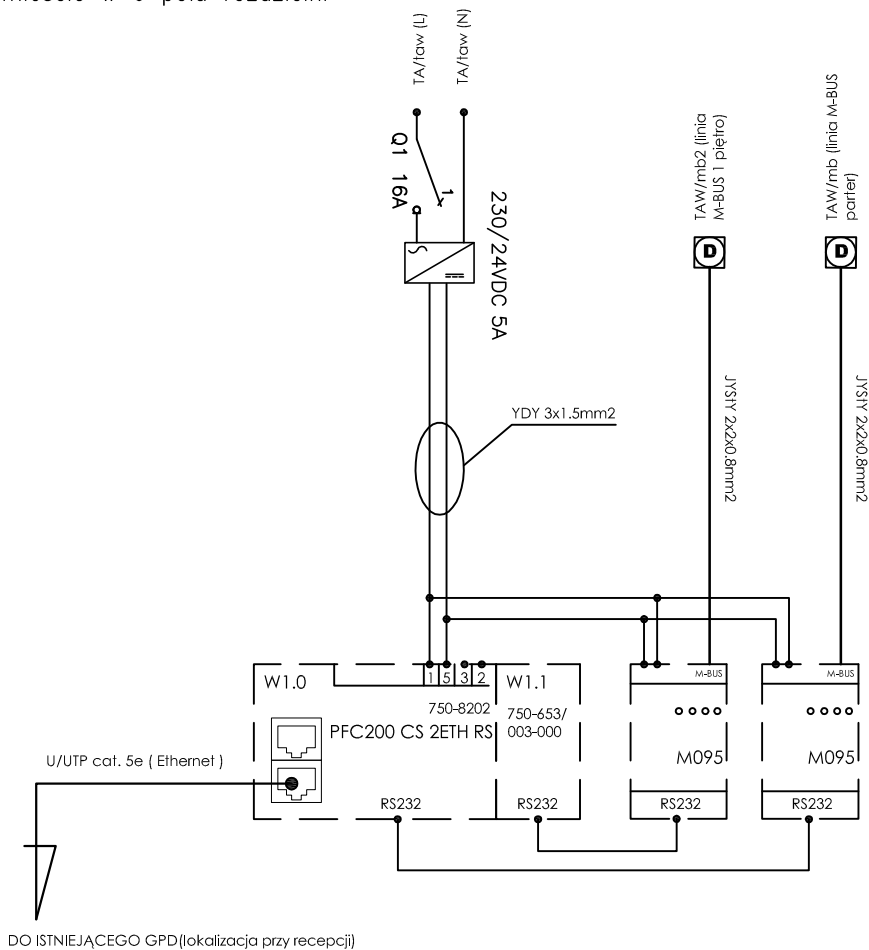 TA/taw (L)
TA/taw (N)
Q1 16A
1
230/24VDC 5A
TAW/mb2 (linia
M-BUS 1 piętro)
TAW/mb (linia M-BUS
parter)
D
D
JYStY 2x2x0.8mm2
JYStY 2x2x0.8mm2
YDY 3x1.5mm2
W1.0
1 5 3 2
W1.1
M-BUS
M-BUS
750-8202
PFC200 CS 2ETH RS
750-653/
003-000
M095
M095
U/UTP cat. 5e ( Ethernet )
RS232
RS232
RS232
RS232
DO ISTNIEJĄCEGO GPD(lokalizacja przy recepcji)